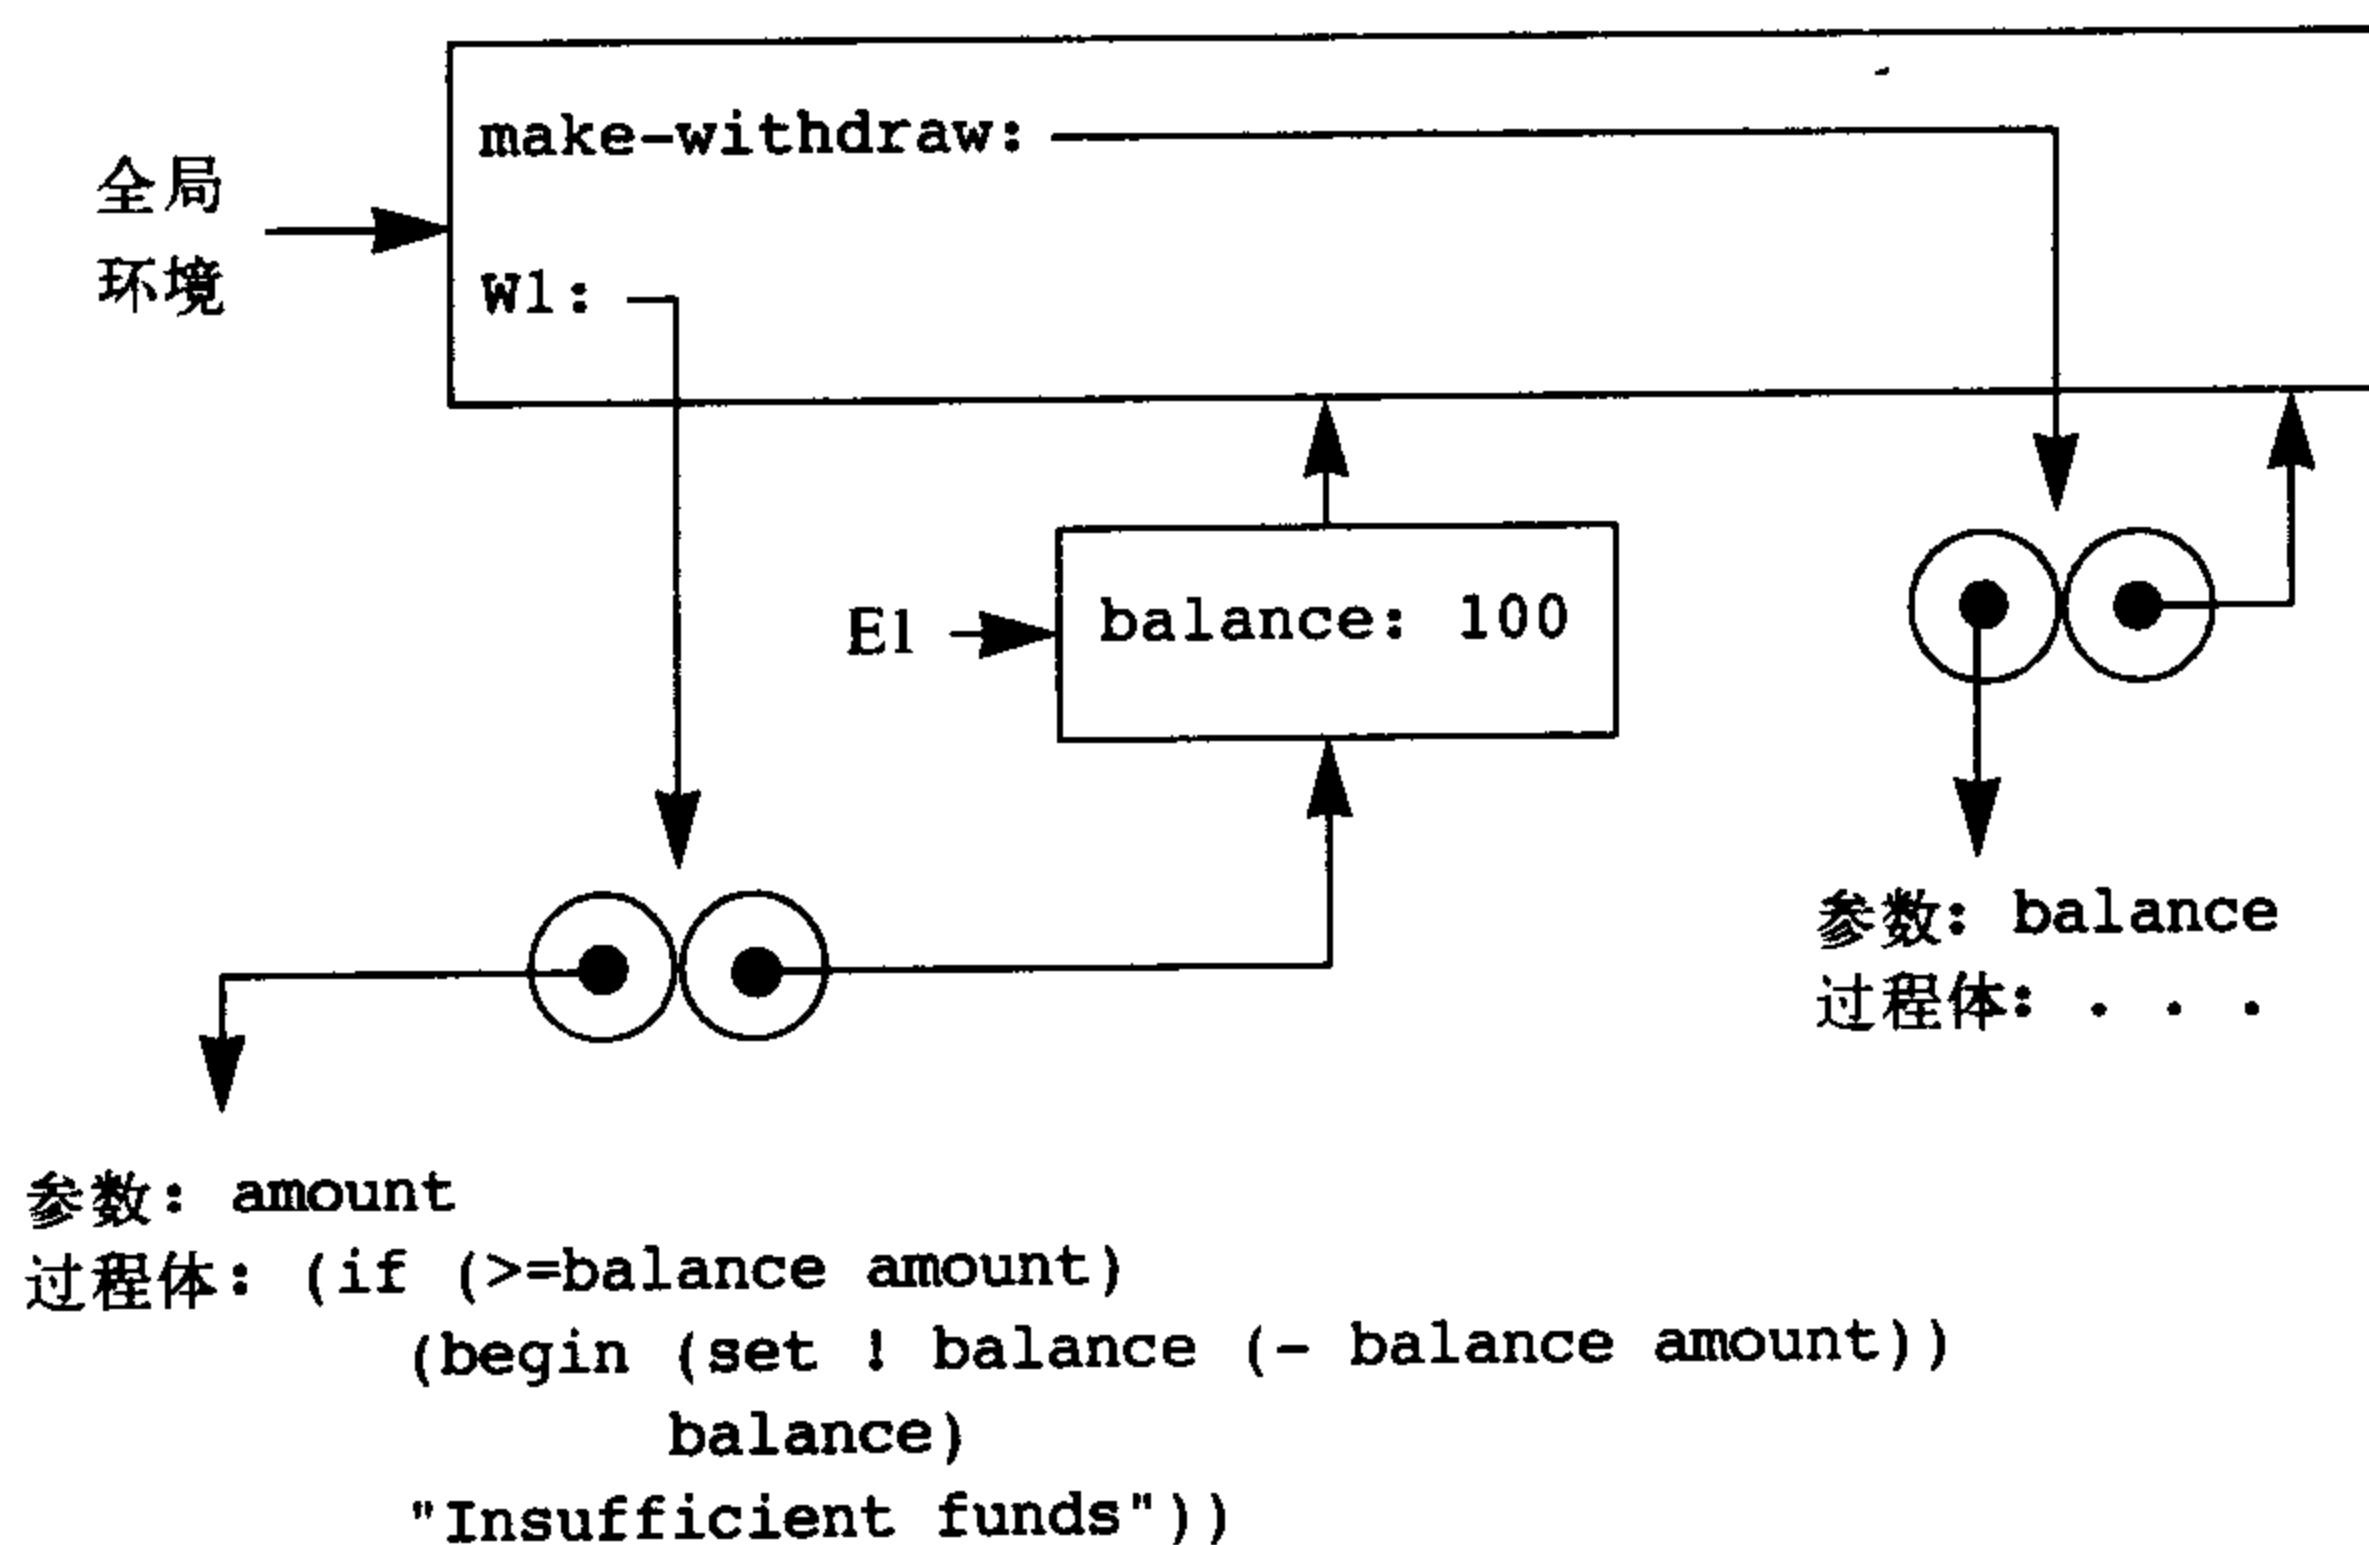 make-withdraw:
全局
环境
W1:
E1
balance: 100
参数: balance
过程体: . . .
参数: amount
过程体: (if (>=balance amount)
(begin (set ! balance (- balance amount))
balance)
"Insufficient funds"))